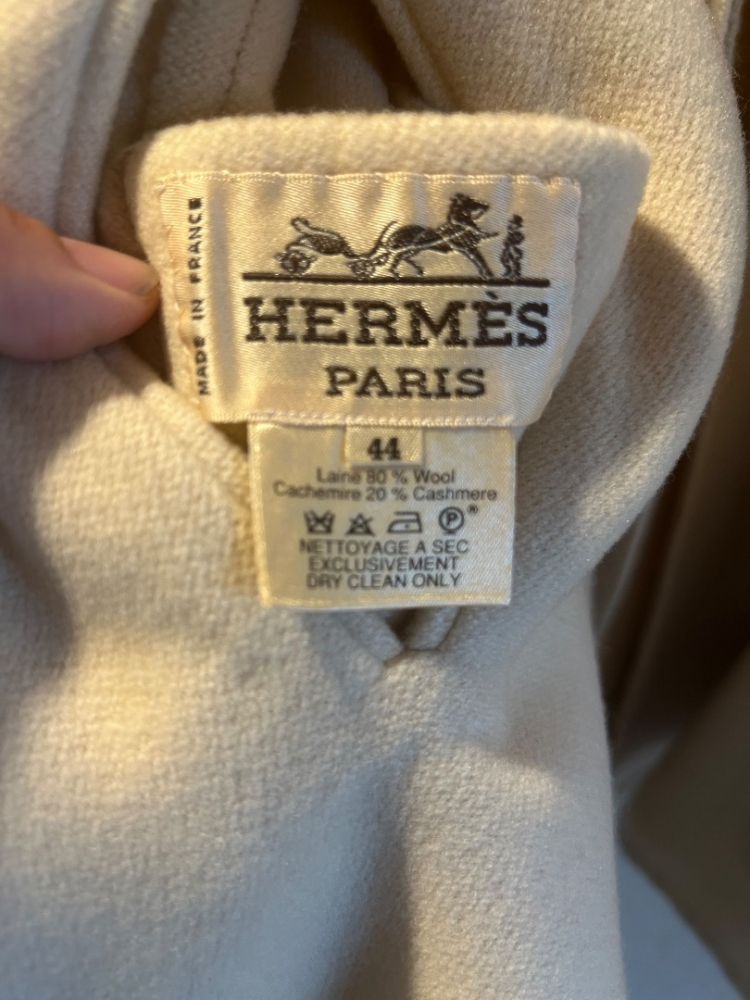 MADE IN FRANCE
HERMÈS
PARIS
44
Laine 80 % Wool
Cachemire 20 % Cashmere
P®
NETTOYAGE A SEC
EXCLUSIVEMENT
DRY CLEAN ONLY